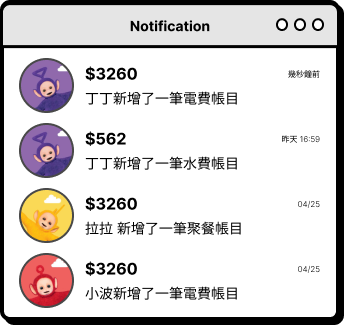 Notification
$3260
幾秒鐘前
丁丁新增了一筆電費帳目
$562
昨天 16:59
丁丁新增了一筆水費帳目
$3260
04/25
拉拉 新增了一筆聚餐帳目
$3260
04/25
小波新增了一筆電費帳目